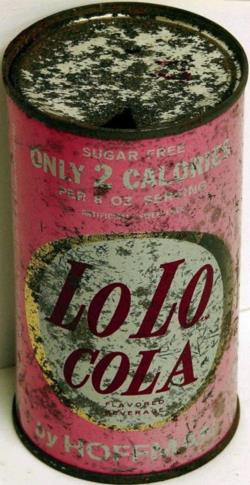 SUGAR FREE
ONLY 2 CALORIES
PER 8 OZ SERVING
LOLO
COLA
FLAVORED
BEVERAGE
by HOFFMAN